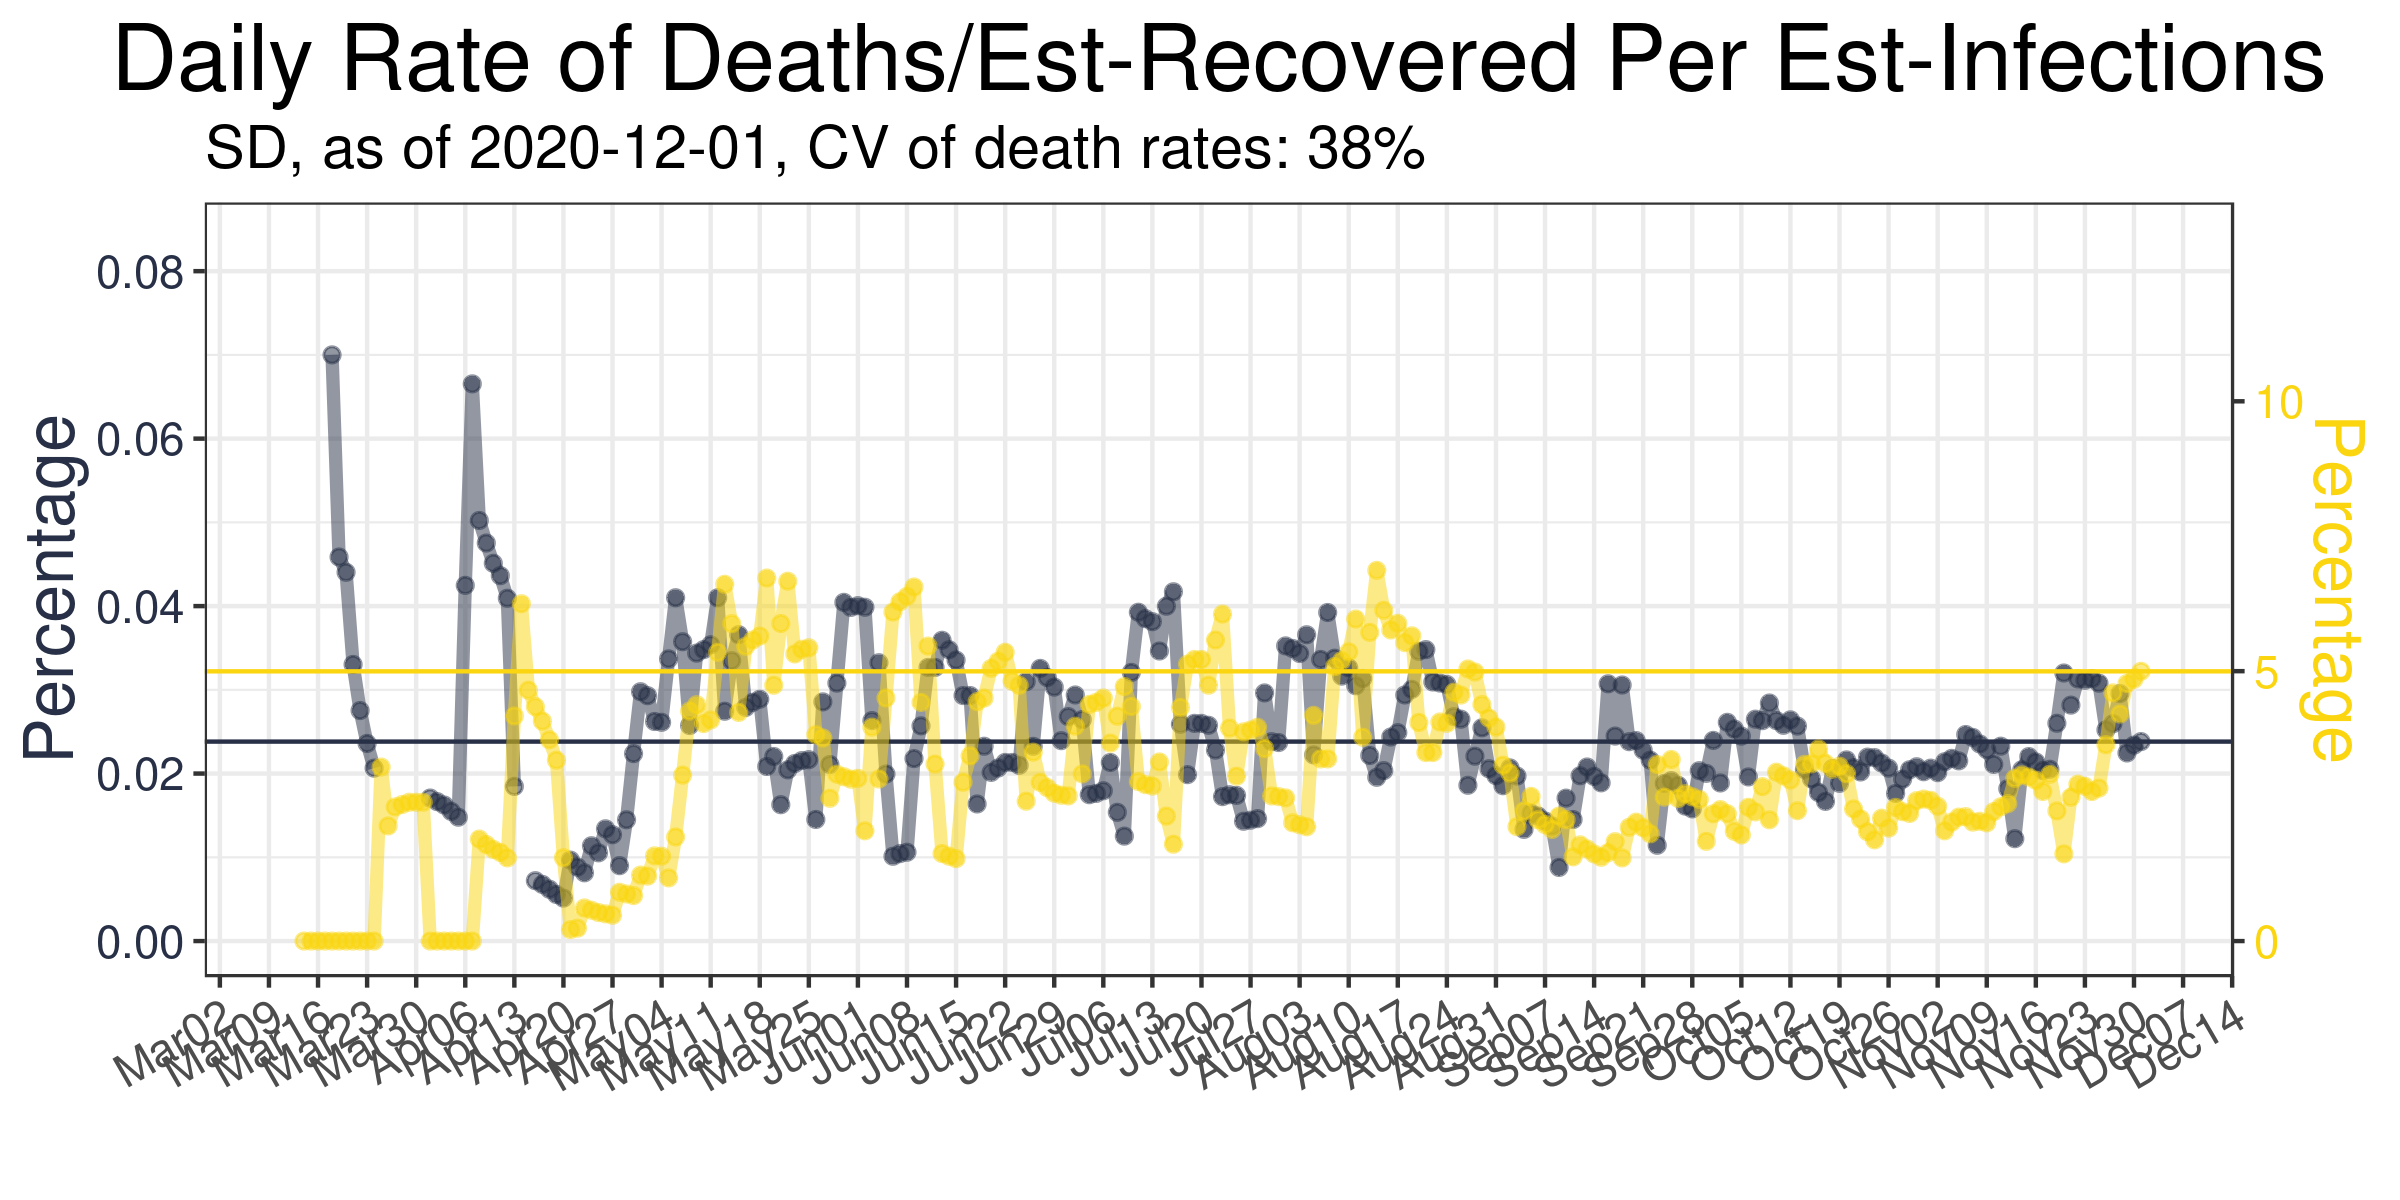 Daily Rate of Deaths/Est-Recovered Per Est-Infections
SD, as of 2020-12-01, CV of death rates: 38%
Percentage
0.08
0.06
0.04
0.02
0.00
10
5
0
Percentage
Mar02
Mar09
Mar16
Mar23
Mar30
Apr06
Apr13
Apr20
Apr27
May04
May11
May18
May25
Jun01
Jun08
Jun15
Jun22
Jun29
Jul06
Jul13
Jul20
Jul27
Aug03
Aug10
Aug17
Aug24
Aug31
Sep07
Sep14
Sep21
Sep28
Oct05
Oct12
Oct19
Oct26
Nov02
Nov09
Nov16
Nov23
Nov30
Dec07
Dec14